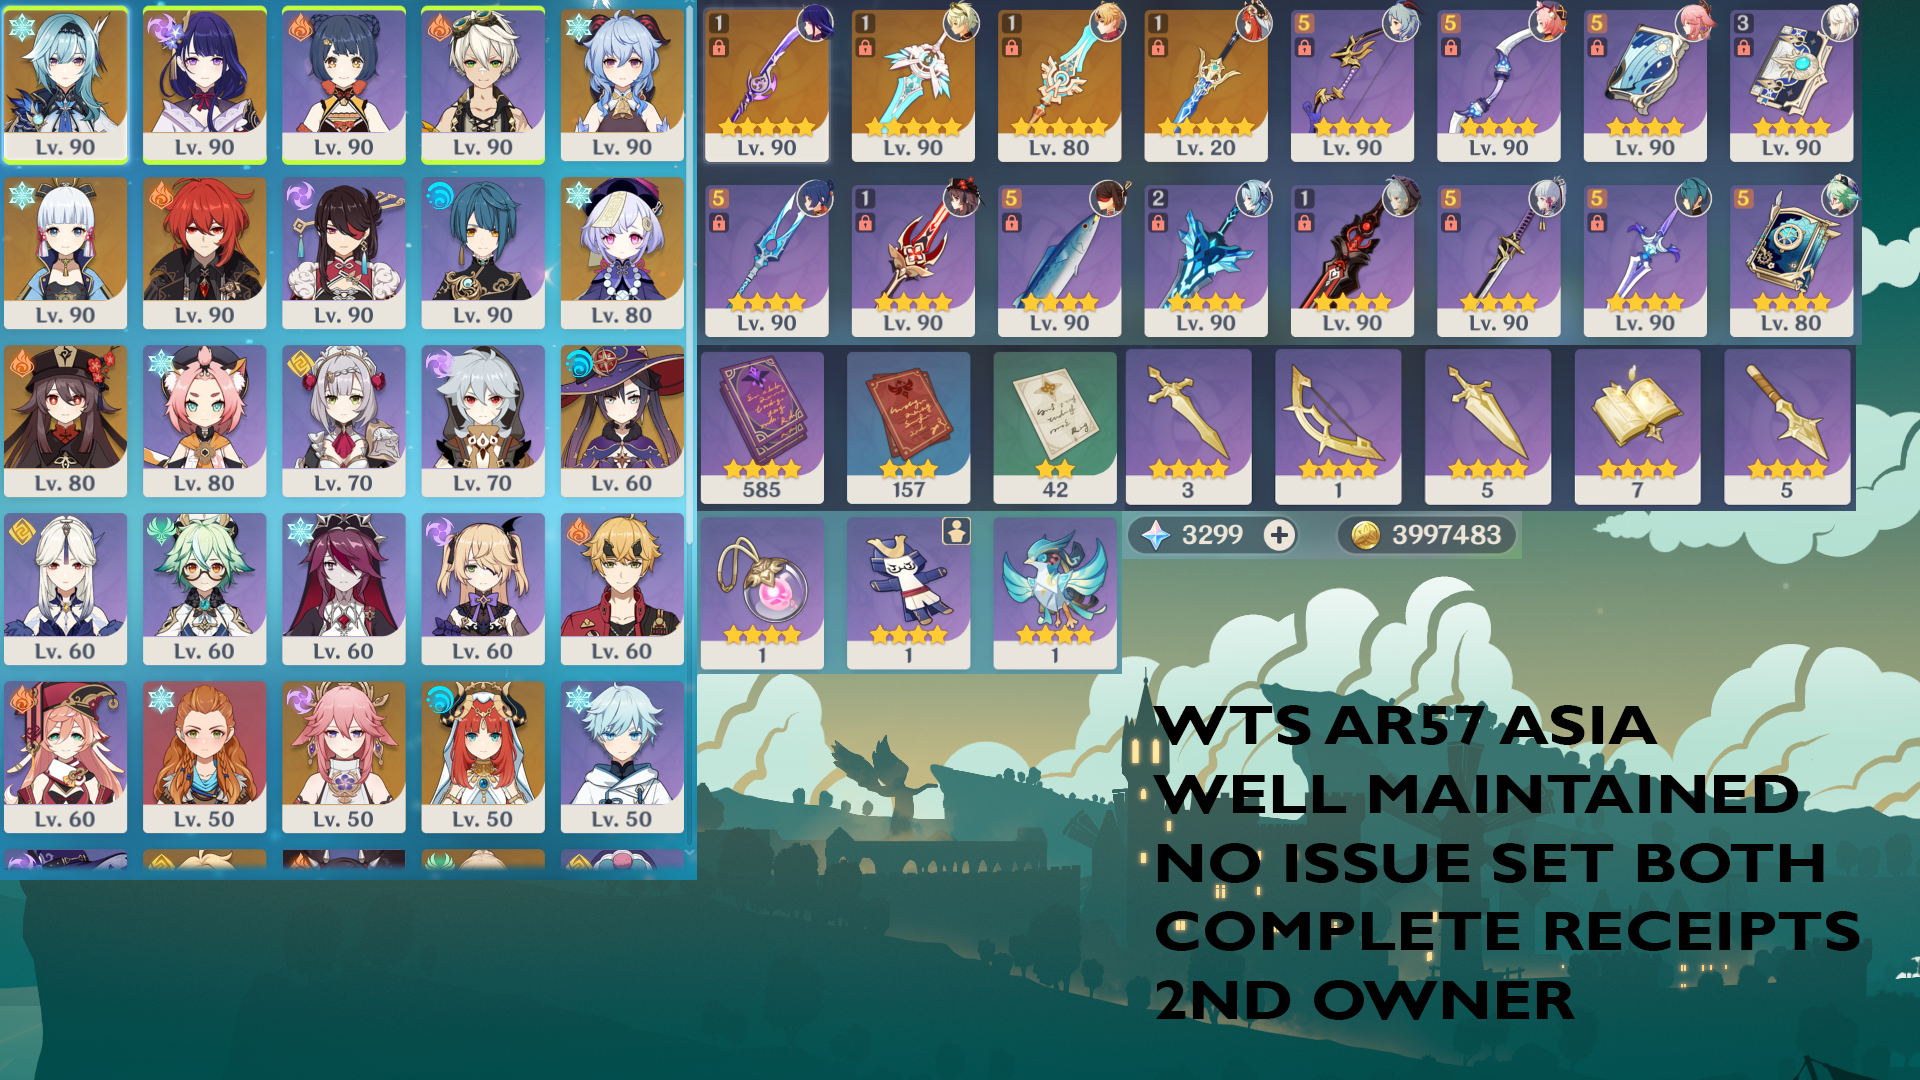 Lv. 90 Lv. 90 Lv. 90 Lv. 90 Lv. 90
Lv. 90 Lv. 90 Lv. 90 Lv. 90 Lv. 80
Lv. 80 Lv. 80 Lv. 70 Lv. 70 Lv. 60
Lv. 60 Lv. 60 Lv. 60 Lv. 60 Lv. 60
Lv. 60 Lv. 50 Lv. 50 Lv. 50 Lv. 50
1 1 1 1 5 5 5 3
Lv. 90 Lv. 90 Lv. 80 Lv. 20 Lv. 90 Lv. 90 Lv. 90 Lv. 90
5 1 5 2 1 5 5 5
Lv. 90 Lv. 90 Lv. 90 Lv. 90 Lv. 90 Lv. 90 Lv. 90 Lv. 80
585 157 42 3 1 5 7 5
3299 3997483
1 1 1
WTS AR57 ASIA
WELL MAINTAINED
NO ISSUE SET BOTH
COMPLETE RECEIPTS
2ND OWNER